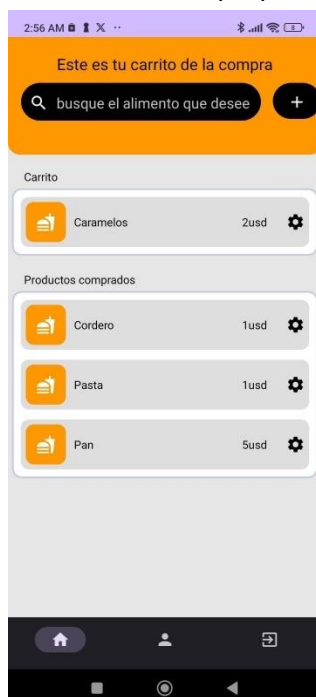 2:56 AM
Este es tu carrito de la compra
busque el alimento que desee
Carrito
Caramelos 2usd
Productos comprados
Cordero 1usd
Pasta 1usd
Pan 5usd